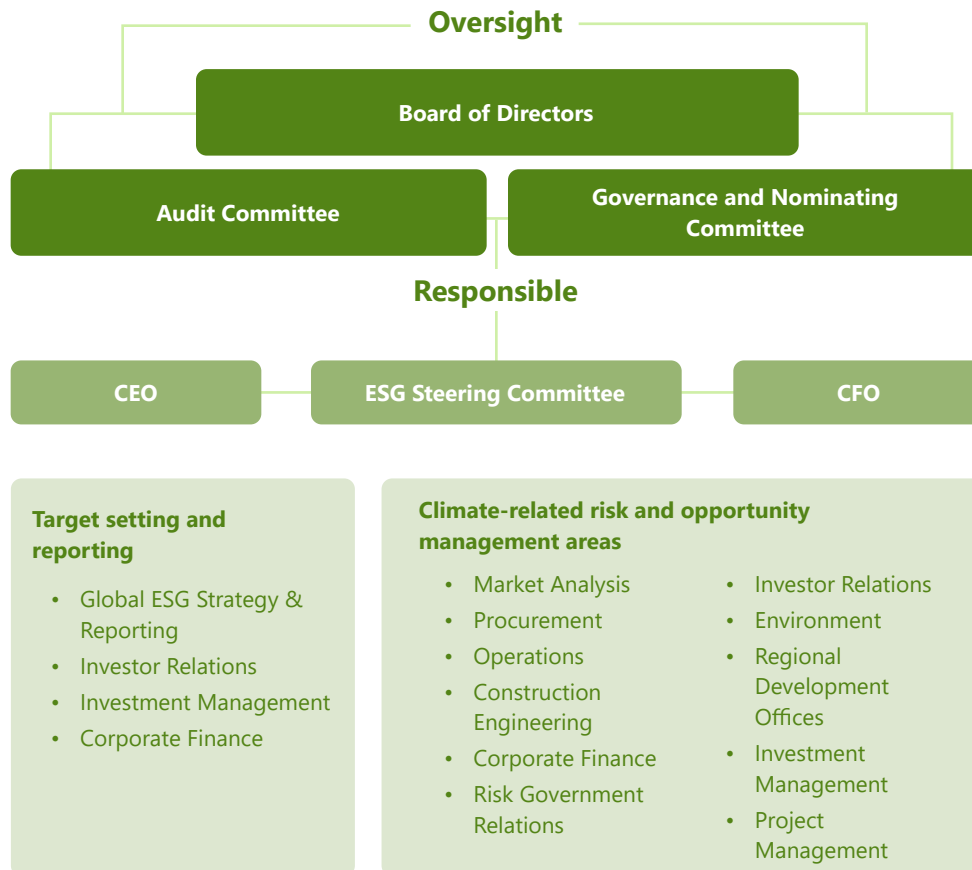 Oversight
Board of Directors
Audit Committee
Governance and Nominating
Committee
Responsible
CEO
ESG Steering Committee
CFO
Target setting and
reporting
• Global ESG Strategy &
Reporting
• Investor Relations
• Investment Management
• Corporate Finance
Climate-related risk and opportunity
management areas
• Market Analysis
• Procurement
• Operations
• Construction
Engineering
• Corporate Finance
• Risk Government
Relations
• Investor Relations
• Environment
• Regional
Development
Offices
• Investment
Management
• Project
Management